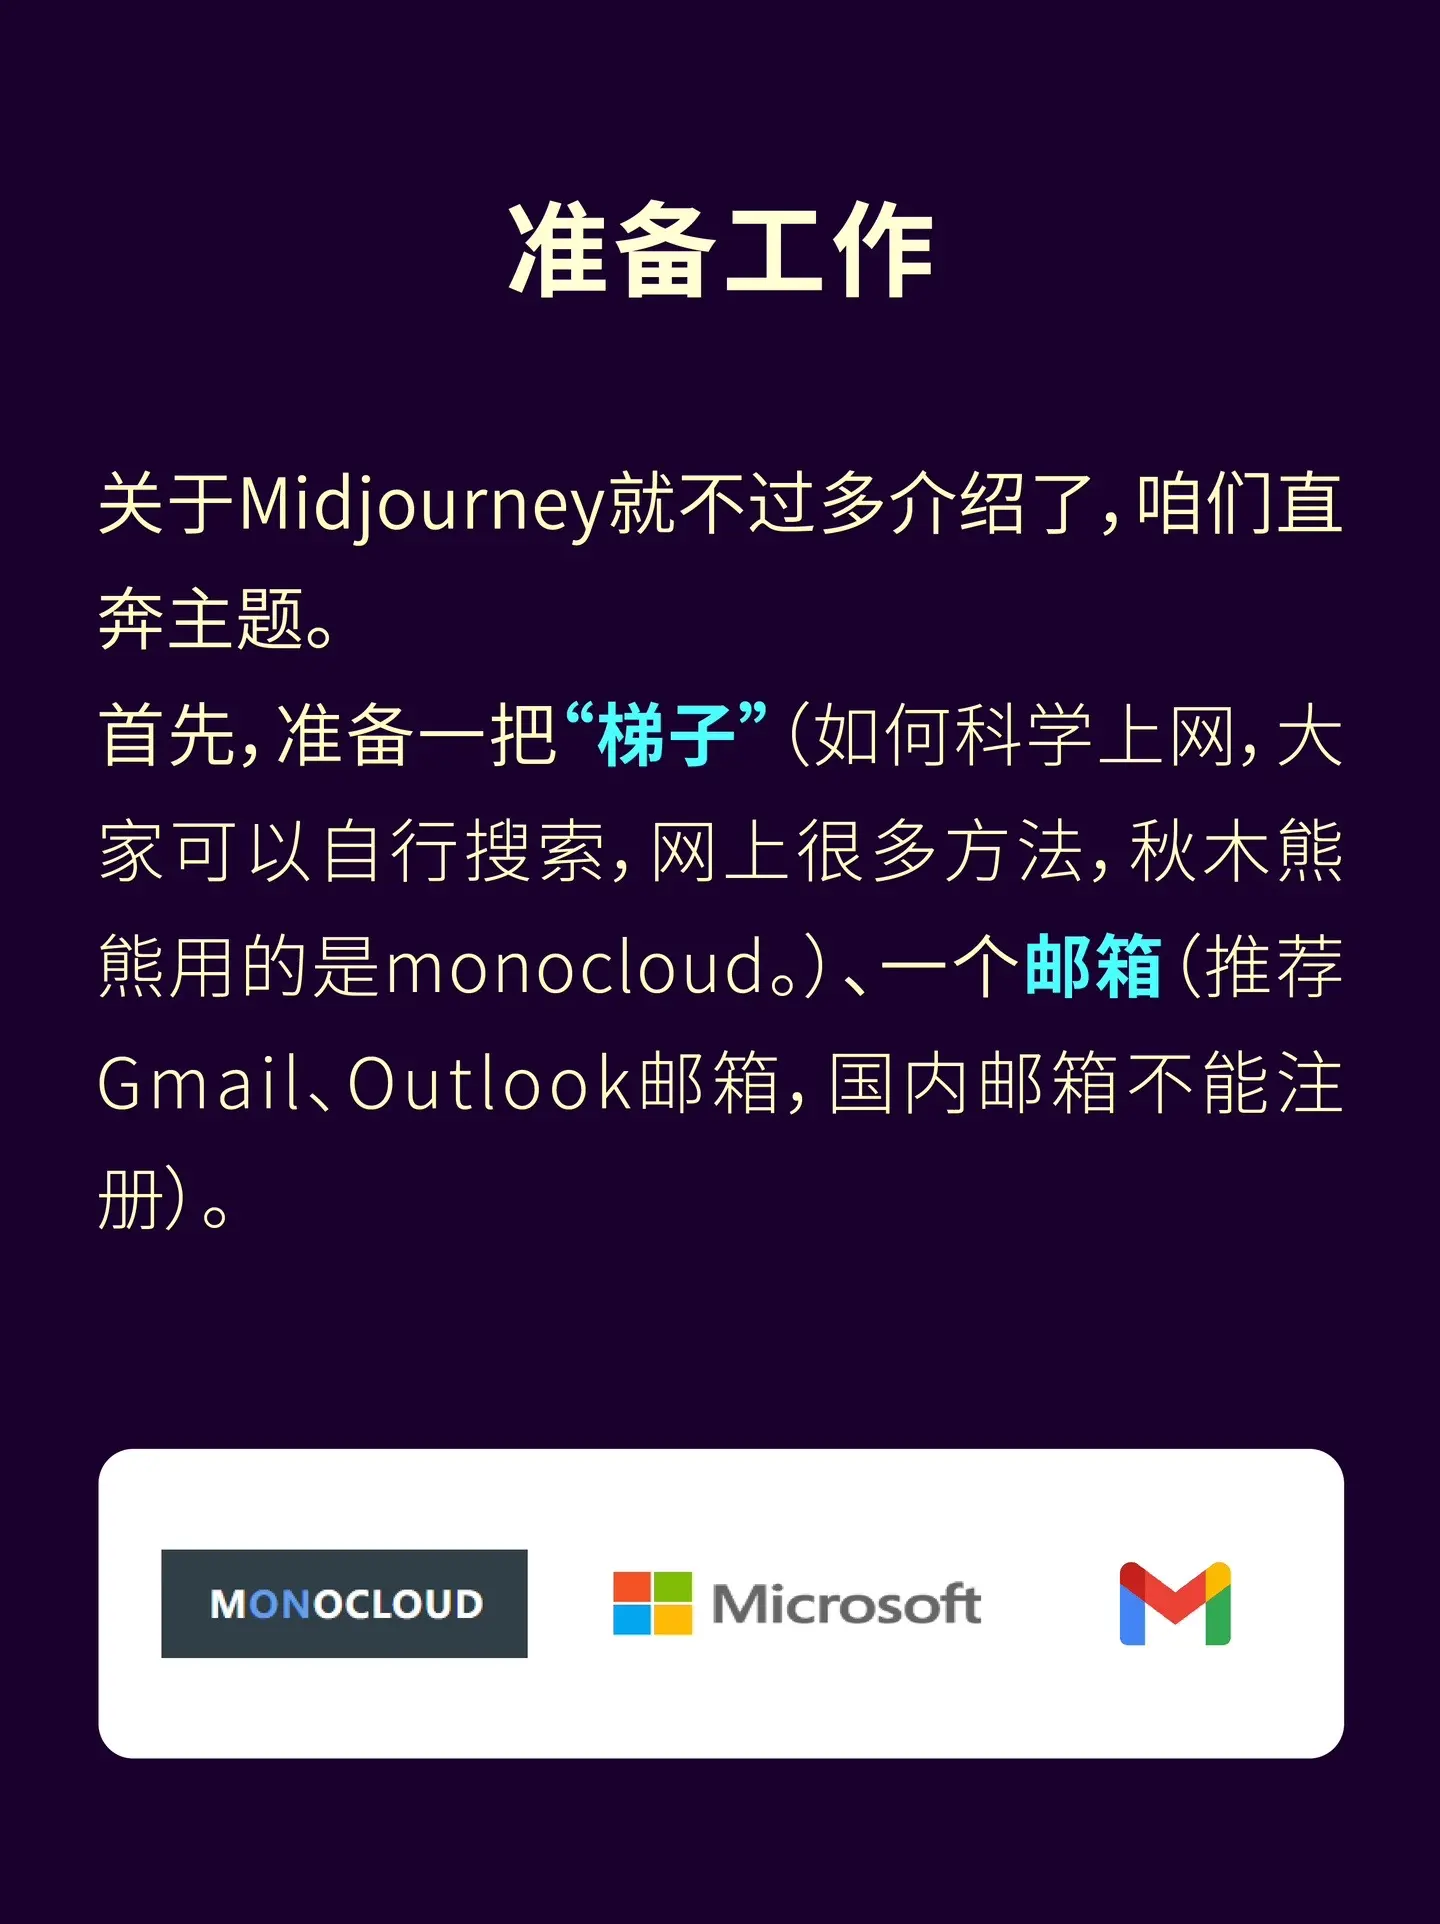 准备工作
关于Midjourney就不过多介绍了，咱们直
奔主题。
首先，准备一把“梯子”（如何科学上网，大
家可以自行搜索，网上很多方法，秋木熊
熊用的是monocloud。）、一个邮箱（推荐
Gmail、Outlook邮箱，国内邮箱不能注
册）。
MONOCLOUD
Microsoft